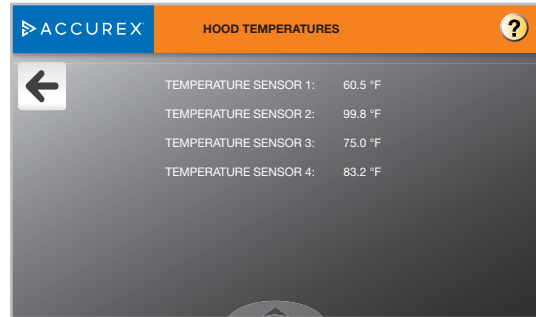 ACCUREX
HOOD TEMPERATURES
?
TEMPERATURE SENSOR 1: 60.5 °F
TEMPERATURE SENSOR 2: 99.8 °F
TEMPERATURE SENSOR 3: 75.0 °F
TEMPERATURE SENSOR 4: 83.2 °F